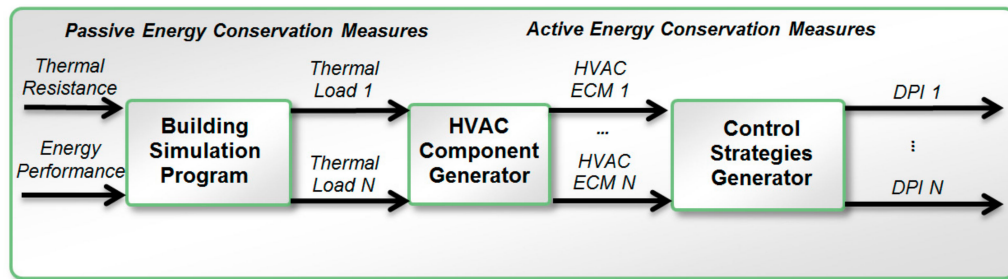 Passive Energy Conservation Measures
Active Energy Conservation Measures
Thermal
Resistance
Energy
Performance
Building
Simulation
Program
Thermal
Load 1
Thermal
Load N
HVAC
Component
Generator
HVAC
ECM 1
...
HVAC
ECM N
Control
Strategies
Generator
DPI 1
...
DPI N